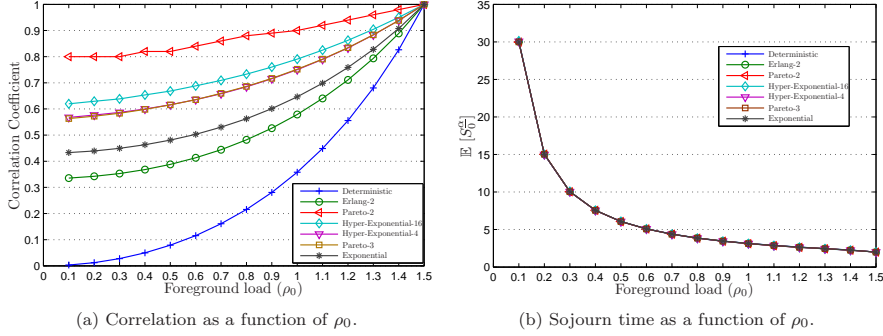 1
0.9
0.8
0.7
0.6
0.5
0.4
0.3
0.2
0.1
0
Correlation Coefficient
Deterministic
Erlang-2
Pareto-2
Hyper-Exponential-16
Hyper-Exponential-4
Pareto-3
Exponential
0 0.1 0.2 0.3 0.4 0.5 0.6 0.7 0.8 0.9 1 1.1 1.2 1.3 1.4 1.5
Foreground load (ρ₀)
(a) Correlation as a function of ρ₀.
35
30
25
20
15
10
5
0
Deterministic
Erlang-2
Pareto-2
Hyper-Exponential-16
Hyper-Exponential-4
Pareto-3
Exponential
0 0.1 0.2 0.3 0.4 0.5 0.6 0.7 0.8 0.9 1 1.1 1.2 1.3 1.4 1.5
Foreground load (ρ₀)
(b) Sojourn time as a function of ρ₀.